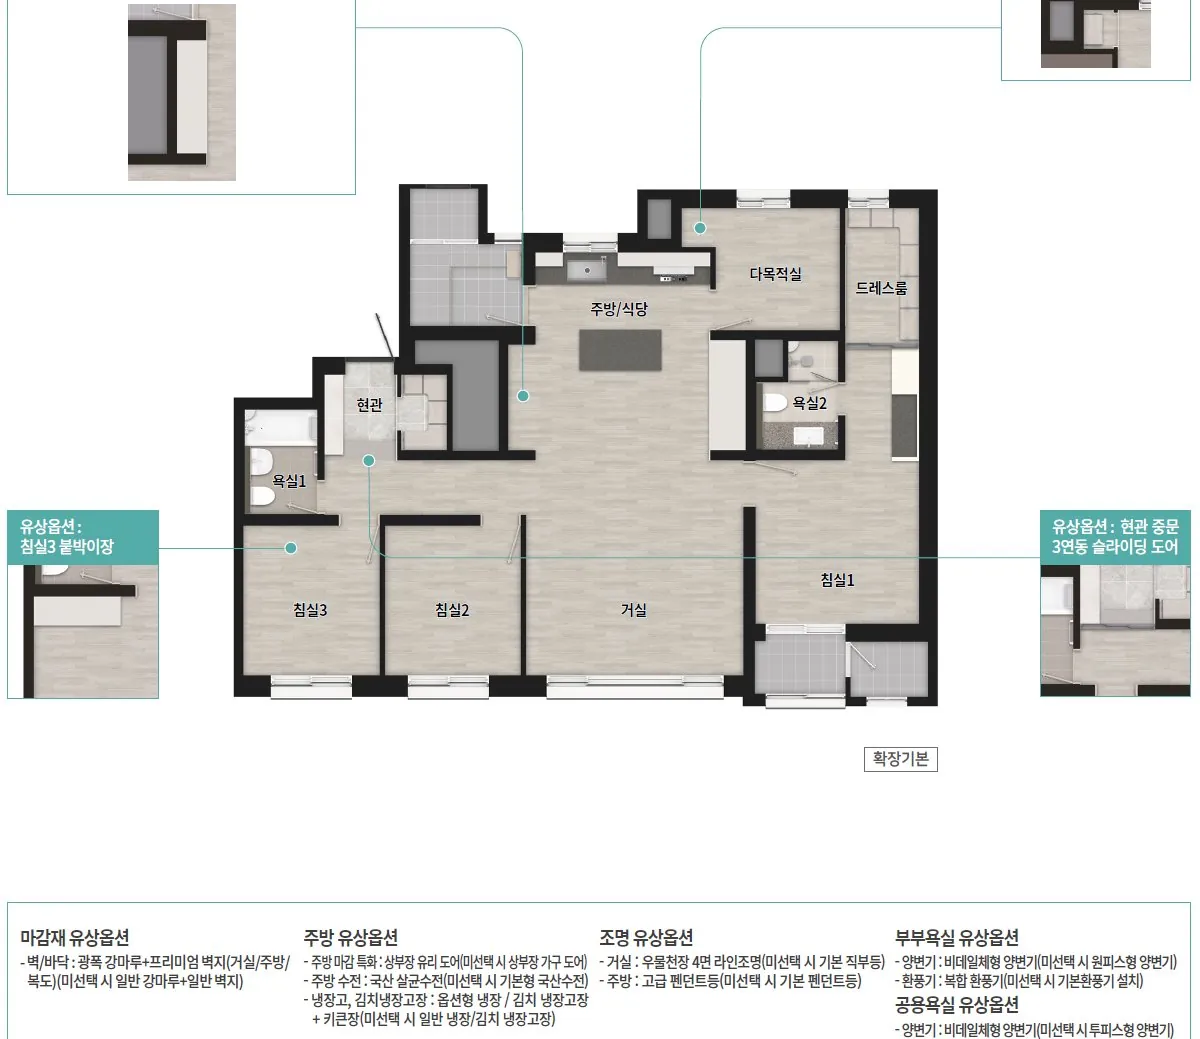 다목적실
드레스룸
주방/식당
현관
욕실2
욕실1
유상옵션 :
침실3 붙박이장
유상옵션 : 현관 중문
3연동 슬라이딩 도어
침실1
침실3
침실2
거실
확장기본
마감재 유상옵션
- 벽/바닥 : 광폭 강마루+프리미엄 벽지(거실/주방/
복도)(미선택 시 일반 강마루+일반 벽지)
주방 유상옵션
- 주방 마감 특화 : 상부장 유리 도어(미선택 시 상부장 가구 도어)
- 주방 수전 : 국산 살균수전(미선택 시 기본형 국산수전)
- 냉장고, 김치냉장고장 : 옵션형 냉장 / 김치 냉장고장
+ 키큰장(미선택 시 일반 냉장/김치 냉장고장)
조명 유상옵션
- 거실 : 우물천장 4면 라인조명(미선택 시 기본 직부등)
- 주방 : 고급 펜던트등(미선택 시 기본 펜던트등)
부부욕실 유상옵션
- 양변기 : 비데일체형 양변기(미선택 시 원피스형 양변기)
- 환풍기 : 복합 환풍기(미선택 시 기본환풍기 설치)
공용욕실 유상옵션
- 양변기 : 비데일체형 양변기(미선택 시 투피스형 양변기)